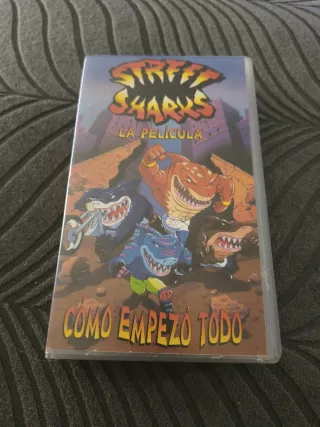 STREET
SHARKS
LA PELÍCULA
CÓMO EMPEZÓ TODO